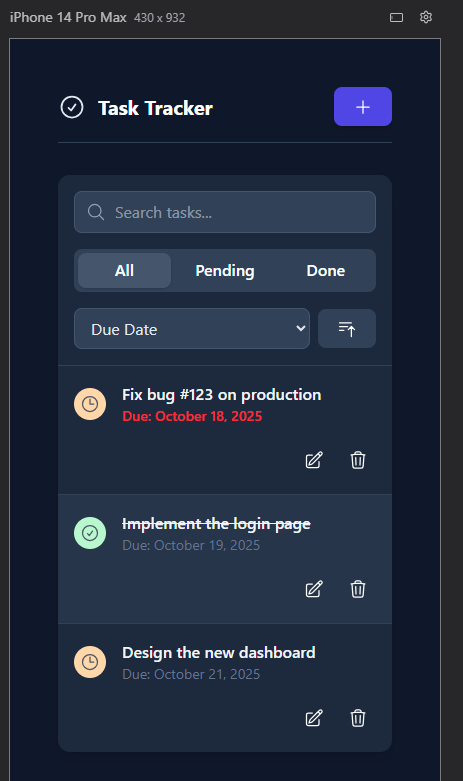 iPhone 14 Pro Max 430 x 932
Task Tracker
Search tasks...
All Pending Done
Due Date
Fix bug #123 on production
Due: October 18, 2025
Implement the login page
Due: October 19, 2025
Design the new dashboard
Due: October 21, 2025